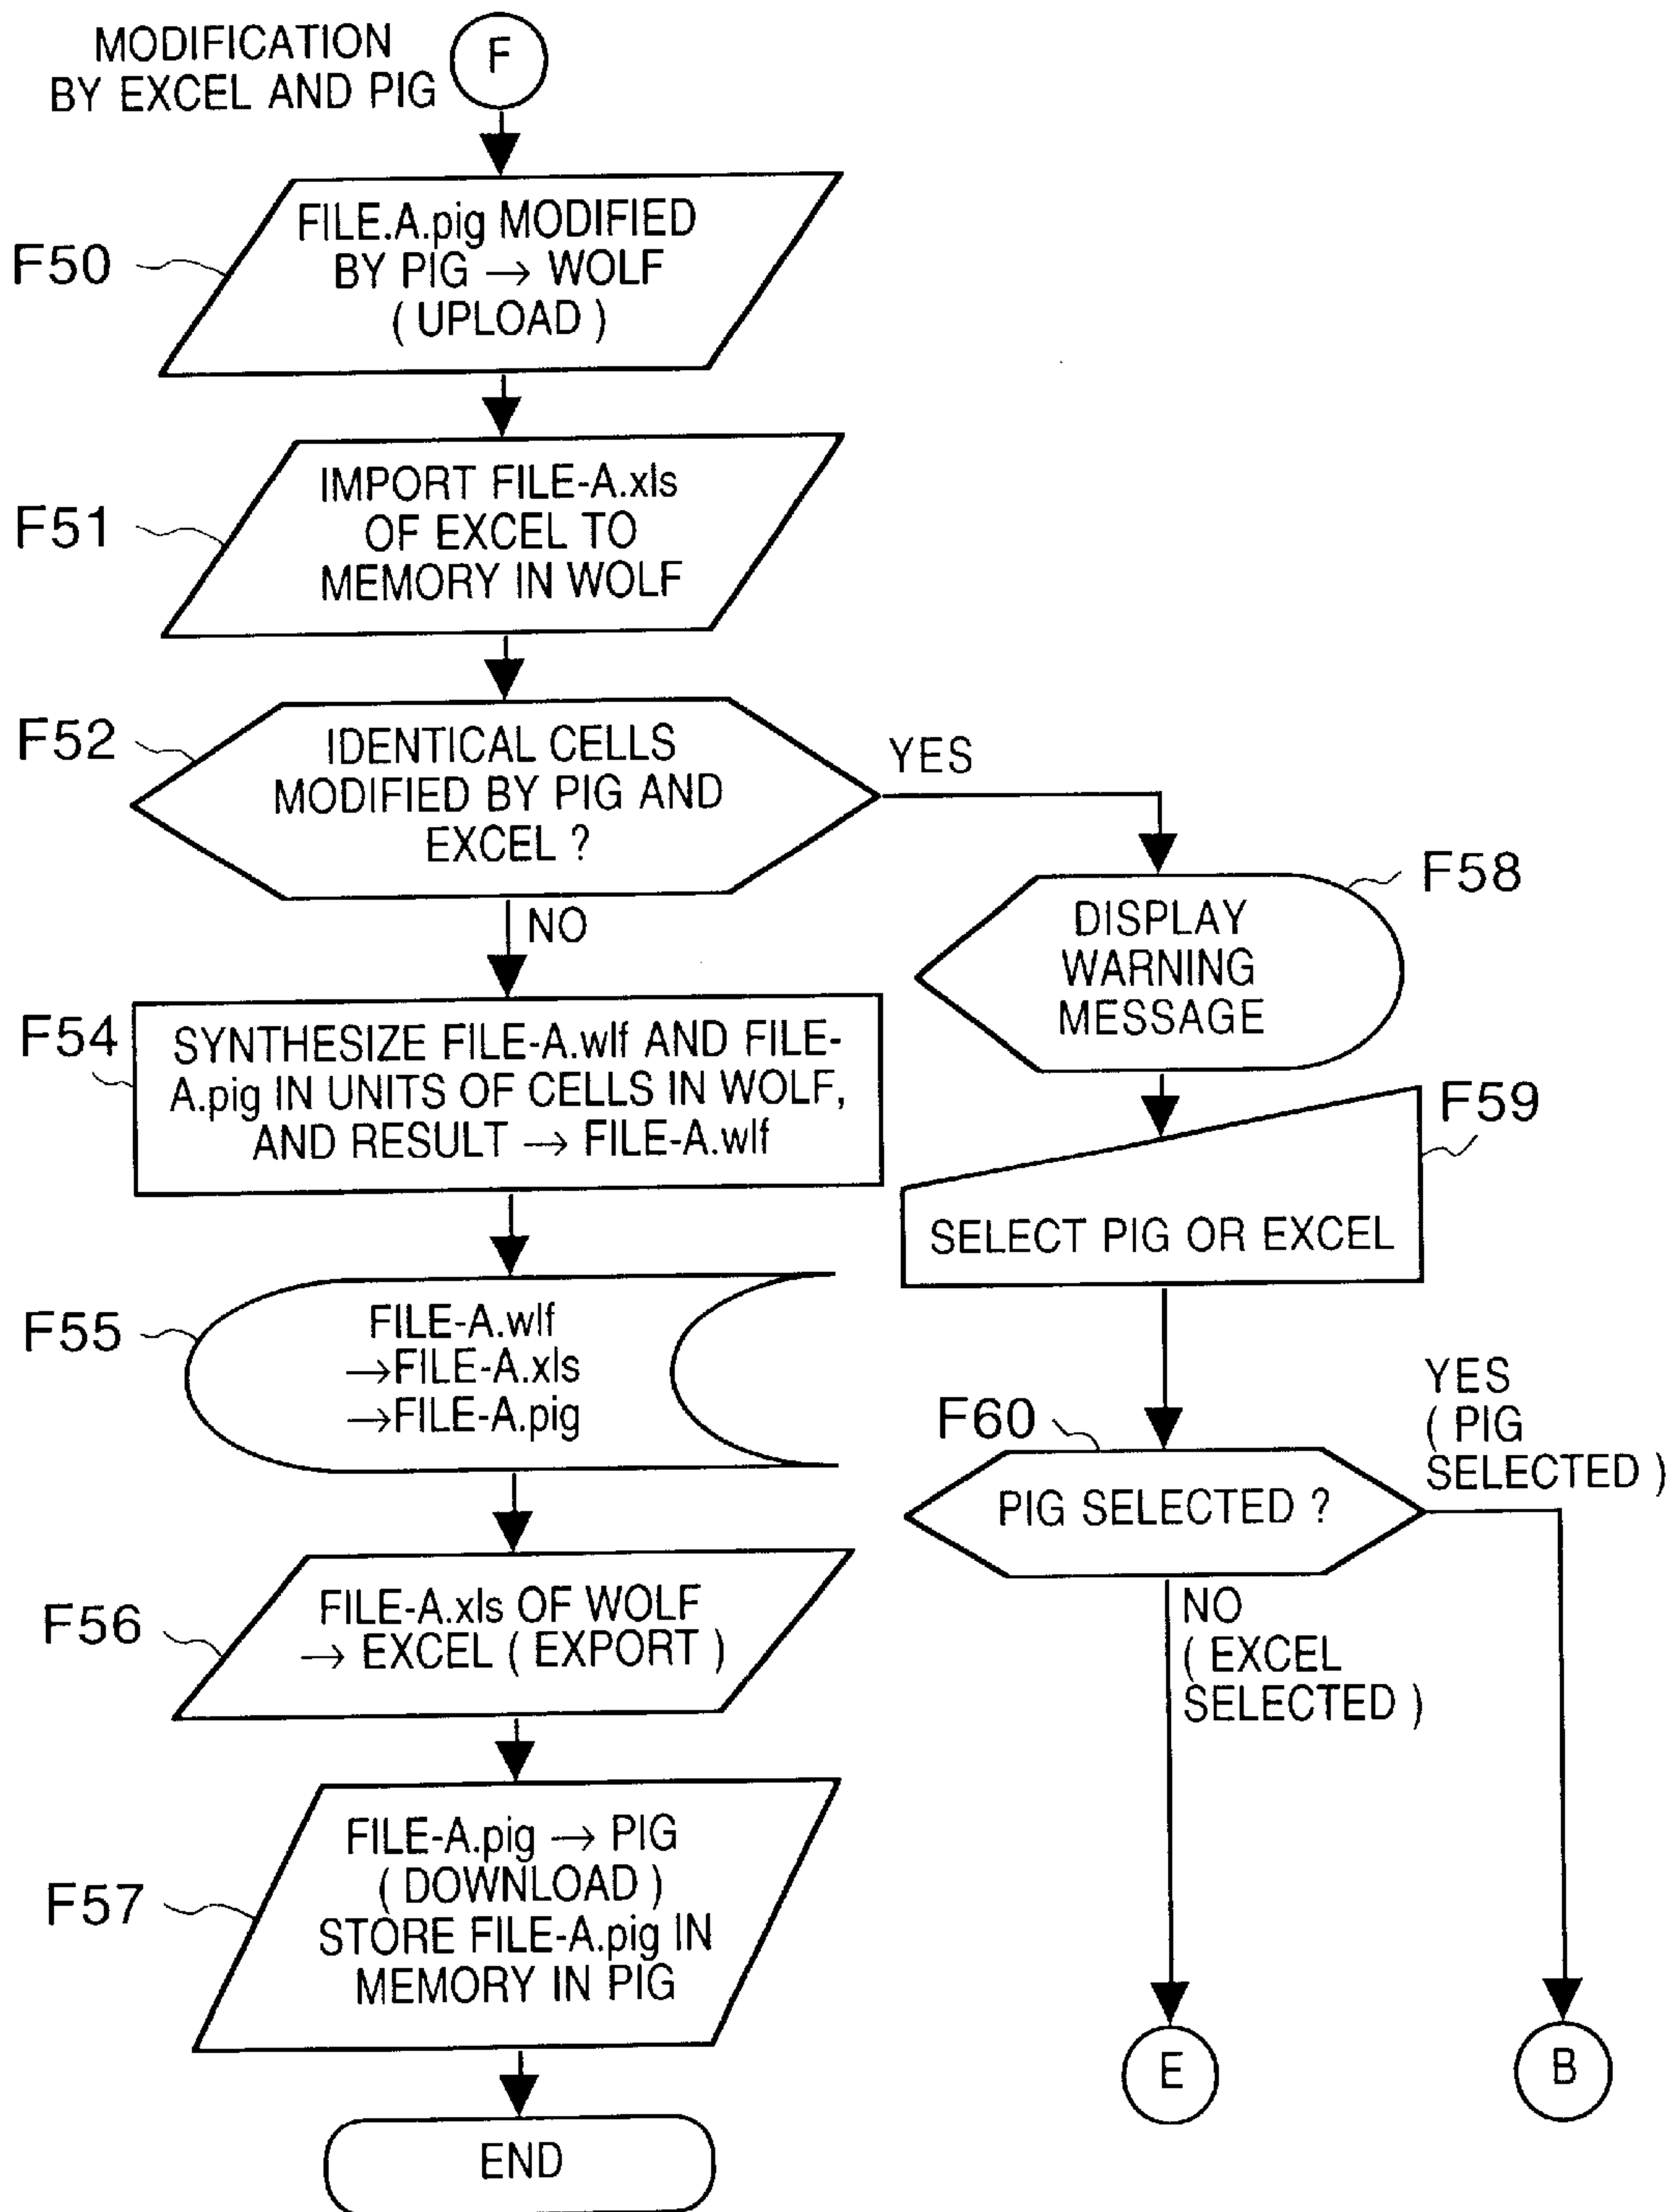 MODIFICATION
BY EXCEL AND PIG
F
F50
FILE.A.pig MODIFIED
BY PIG → WOLF
( UPLOAD )
F51
IMPORT FILE-A.xls
OF EXCEL TO
MEMORY IN WOLF
F52
IDENTICAL CELLS
MODIFIED BY PIG AND
EXCEL ?
YES
NO
F54
SYNTHESIZE FILE-A.wlf AND FILE-
A.pig IN UNITS OF CELLS IN WOLF,
AND RESULT → FILE-A.wlf
F55
FILE-A.wlf
→FILE-A.xls
→FILE-A.pig
F56
FILE-A.xls OF WOLF
→ EXCEL ( EXPORT )
F57
FILE-A.pig → PIG
( DOWNLOAD )
STORE FILE-A.pig IN
MEMORY IN PIG
END
F58
DISPLAY
WARNING
MESSAGE
F59
SELECT PIG OR EXCEL
F60
PIG SELECTED ?
YES
( PIG
SELECTED )
NO
( EXCEL
SELECTED )
E
B